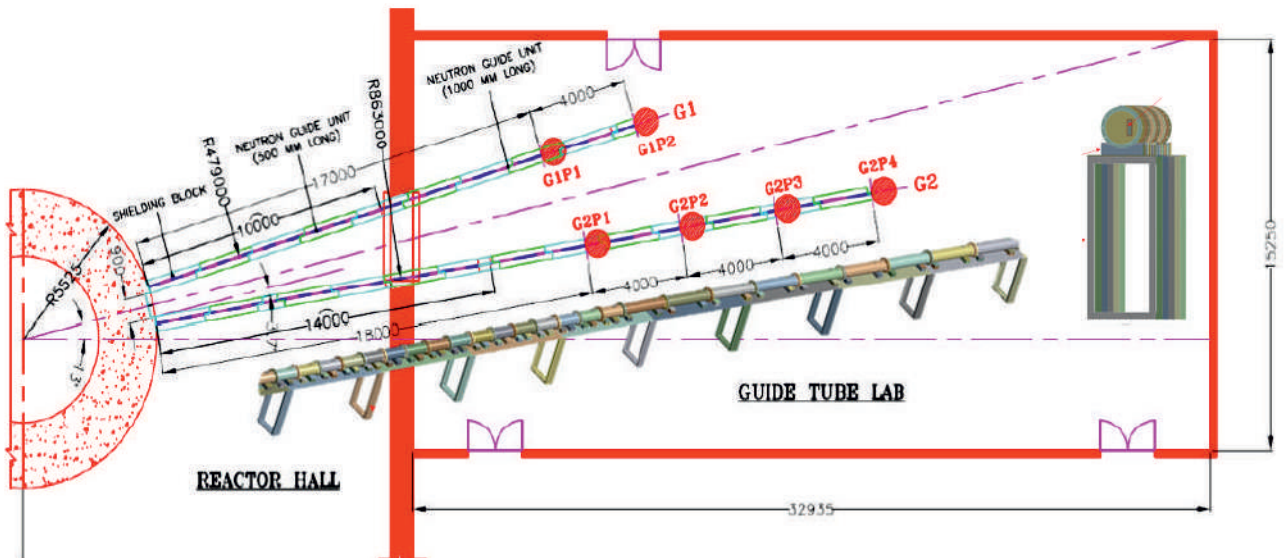 NEUTRON GUIDE UNIT
(1000 MM LONG)
4000
G1
G1P2
G1P1
R863000
NEUTRON GUIDE UNIT
(500 MM LONG)
17000
R479000
SHIELDING BLOCK
10000
900
R5525
13°
G2P4
G2
G2P3
G2P2
G2P1
4000
4000
4000
14000
18000
15250
GUIDE TUBE LAB
REACTOR HALL
32935